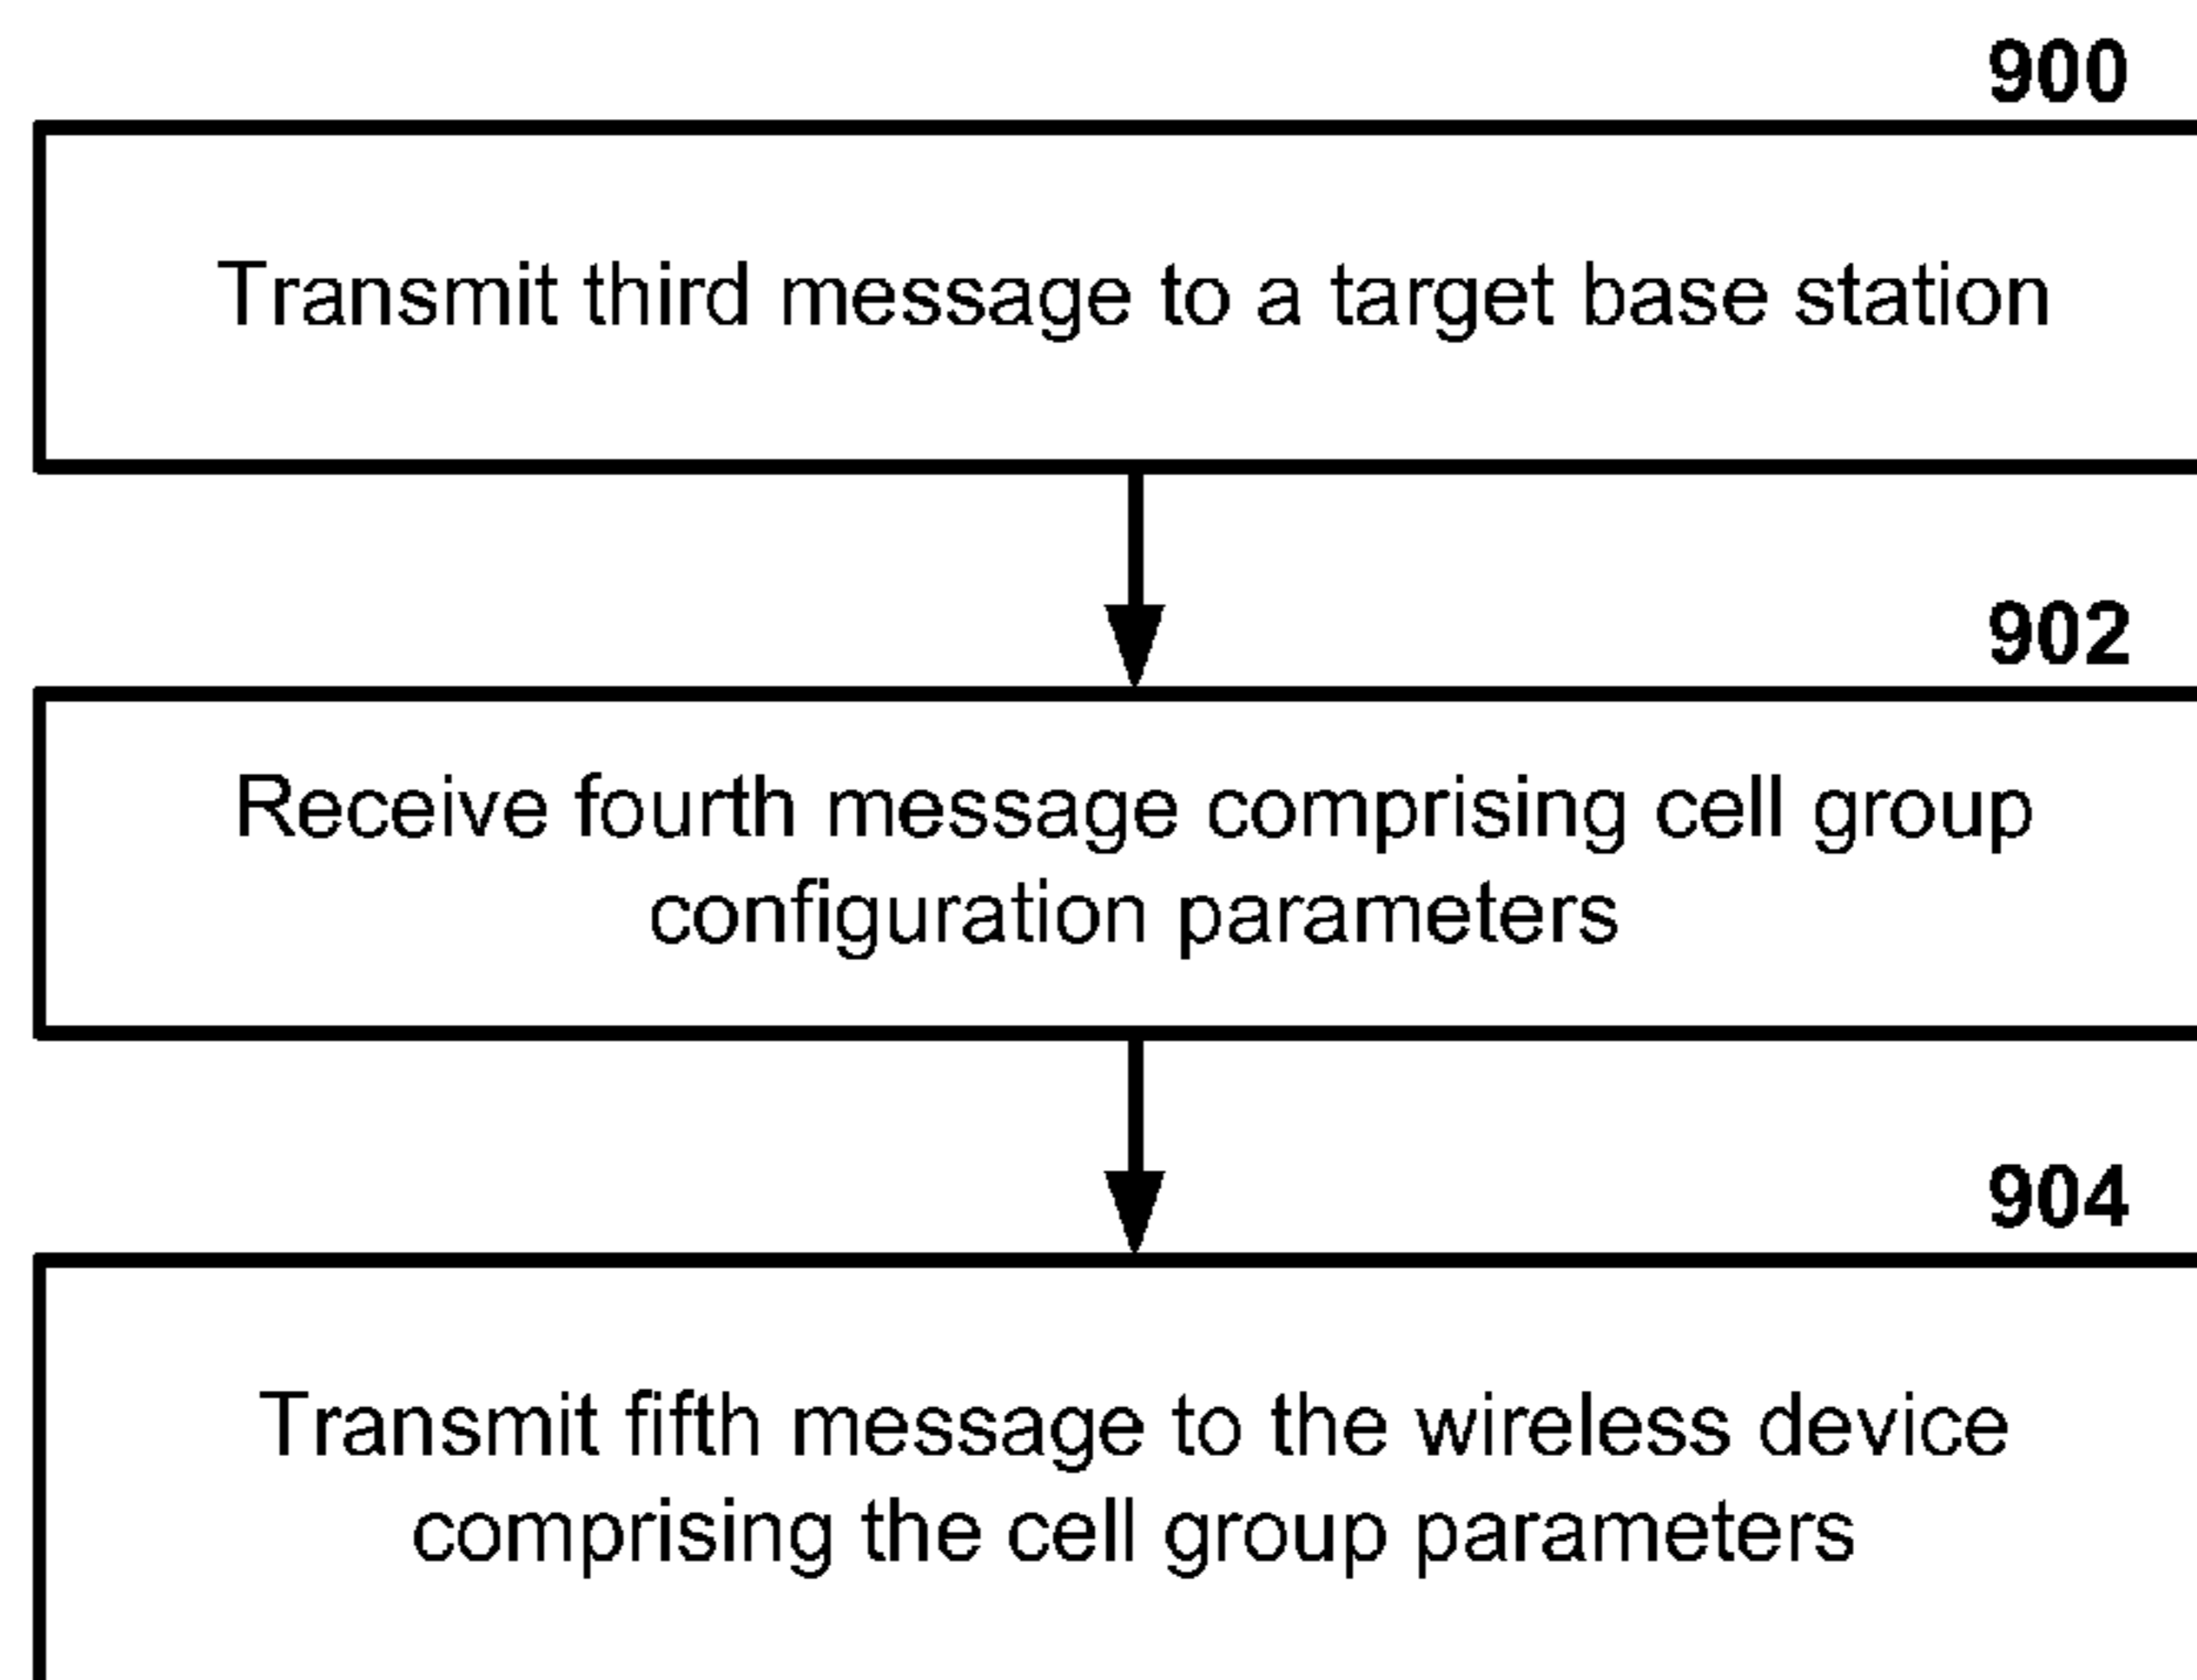 900
Transmit third message to a target base station
902
Receive fourth message comprising cell group
configuration parameters
904
Transmit fifth message to the wireless device
comprising the cell group parameters